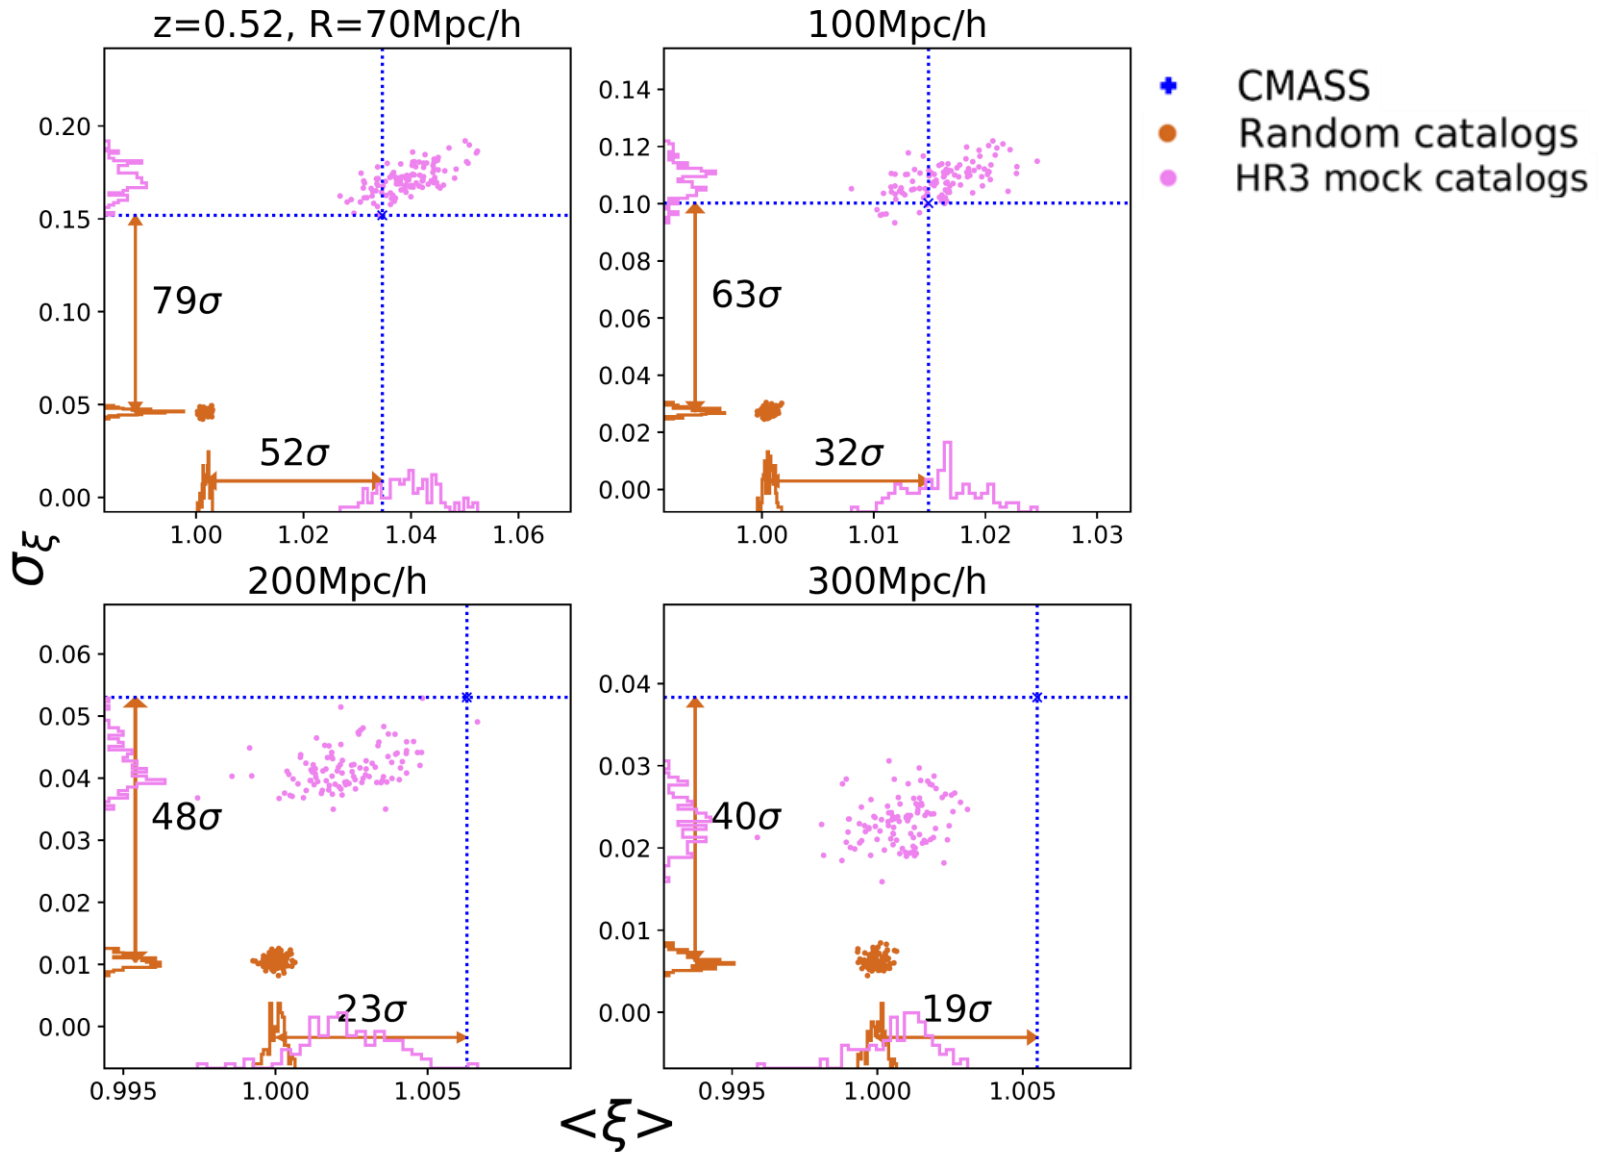 z=0.52, R=70Mpc/h
100Mpc/h
CMASS
Random catalogs
HR3 mock catalogs
0.20
0.15
0.10
0.05
0.00
79σ
52σ
1.00 1.02 1.04 1.06
0.14
0.12
0.10
0.08
0.06
0.04
0.02
0.00
63σ
32σ
1.00 1.01 1.02 1.03
σξ
200Mpc/h
300Mpc/h
0.06
0.05
0.04
0.03
0.02
0.01
0.00
48σ
23σ
0.995 1.000 1.005
0.04
0.03
0.02
0.01
0.00
40σ
19σ
0.995 1.000 1.005
<ξ>